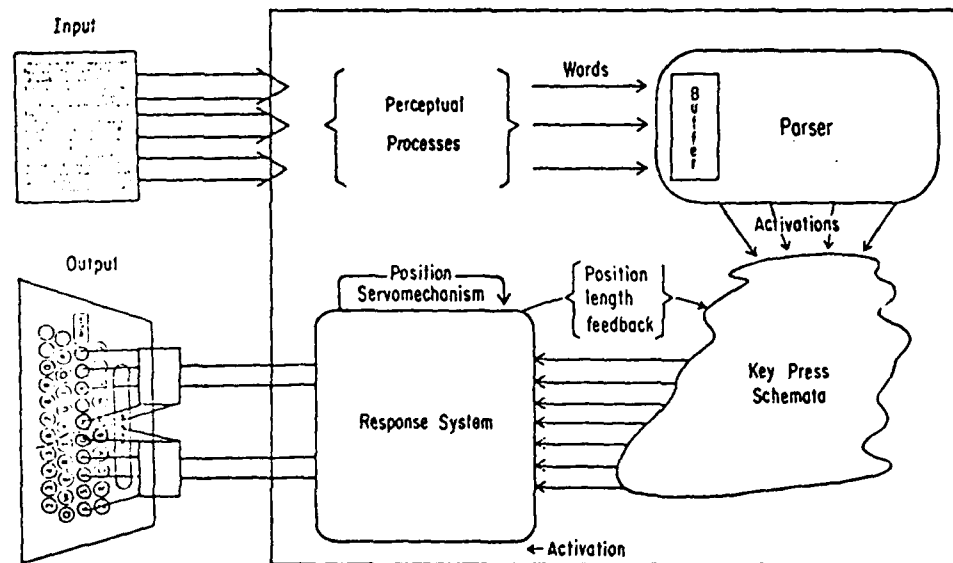 Input
Perceptual
Processes
Words
Buffer
Parser
Activations
Output
Position
Servomechanism
Position
length
feedback
Response System
Key Press
Schemata
← Activation